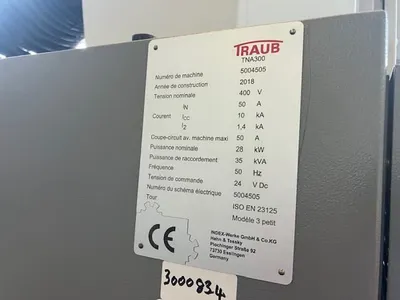 TRAUB
TNA300
Numéro de machine 5004505
Année de construction 2018
Tension nominale 400 V
IN 50 A
Courent Icc 10 kA
I2 1,4 kA
Coupe-circuit av. machine maxi 50 A
Puissance nominale 28 kW
Puissance de raccordement 35 kVA
Fréquence 50 Hz
Tension de commande 24 V Dc
Numéro du schéma électrique 5004505
Tour ISO EN 23125
Modèle 3 petit
CE
INDEX-Werke GmbH & Co.KG
Hahn & Tessky
Plochinger Straße 92
73730 Esslingen
Germany
3000834